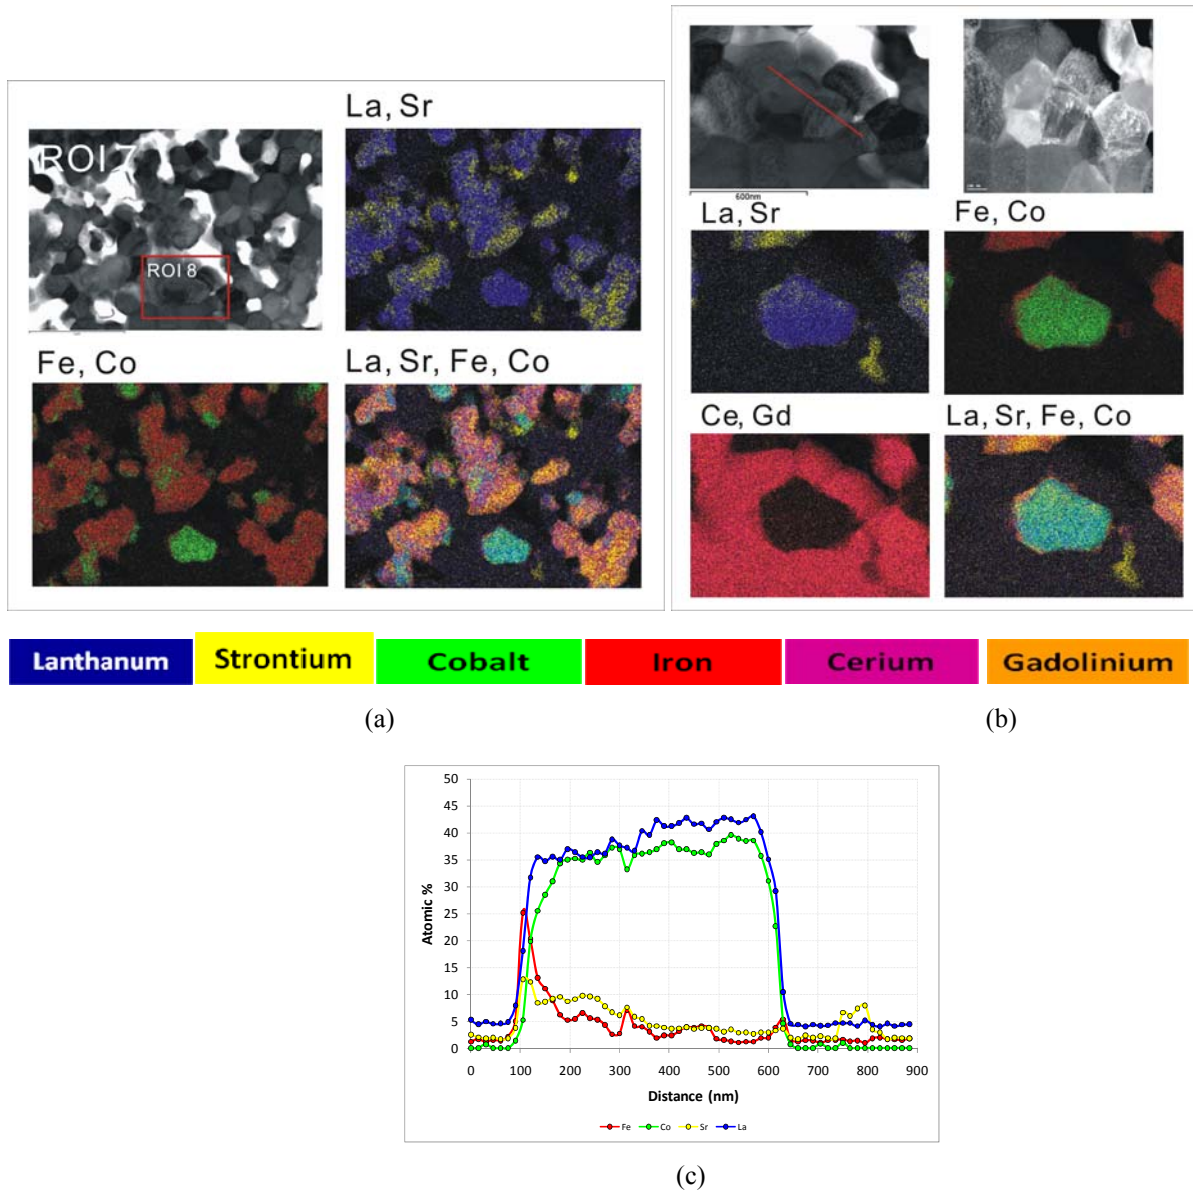 La, Sr
ROI 7
ROI 8
Fe, Co
La, Sr, Fe, Co
600nm
La, Sr
Fe, Co
Ce, Gd
La, Sr, Fe, Co
Lanthanum
Strontium
Cobalt
Iron
Cerium
Gadolinium
(a)
(b)
50
45
40
35
30
25
20
15
10
5
0
Atomic %
0 100 200 300 400 500 600 700 800 900
Distance (nm)
Fe Co Sr La
(c)